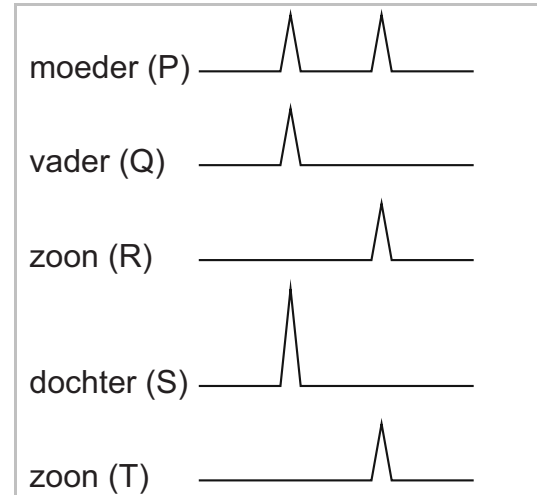 moeder (P)
vader (Q)
zoon (R)
dochter (S)
zoon (T)